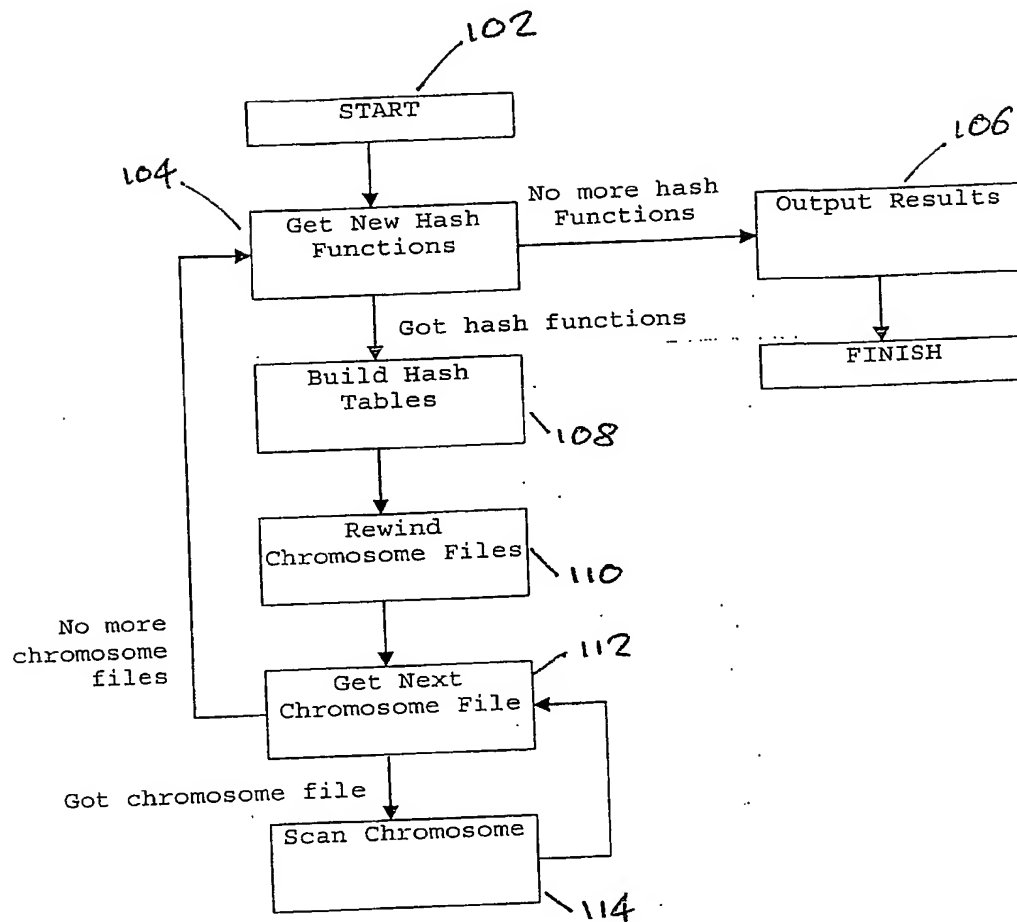 102
START
104
106
No more hash
Functions
Output Results
Get New Hash
Functions
Got hash functions
FINISH
Build Hash
Tables
108
Rewind
Chromosome Files
110
No more
chromosome
files
112
Get Next
Chromosome File
Got chromosome file
Scan Chromosome
114